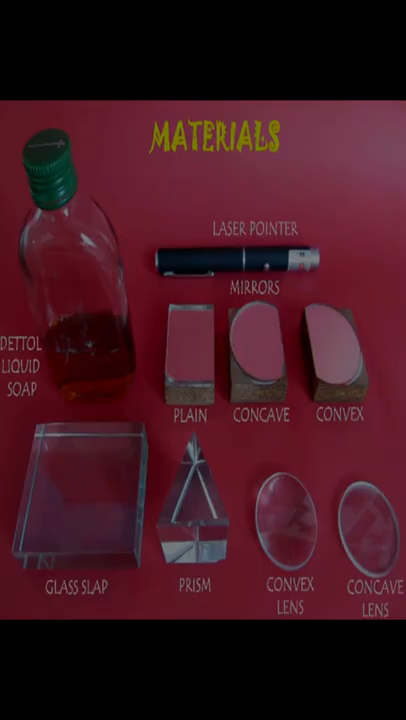 MATERIALS
LASER POINTER
MIRRORS
DETTOL
LIQUID
SOAP
PLAIN
CONCAVE
CONVEX
GLASS SLAP
PRISM
CONVEX
LENS
CONCAVE
LENS